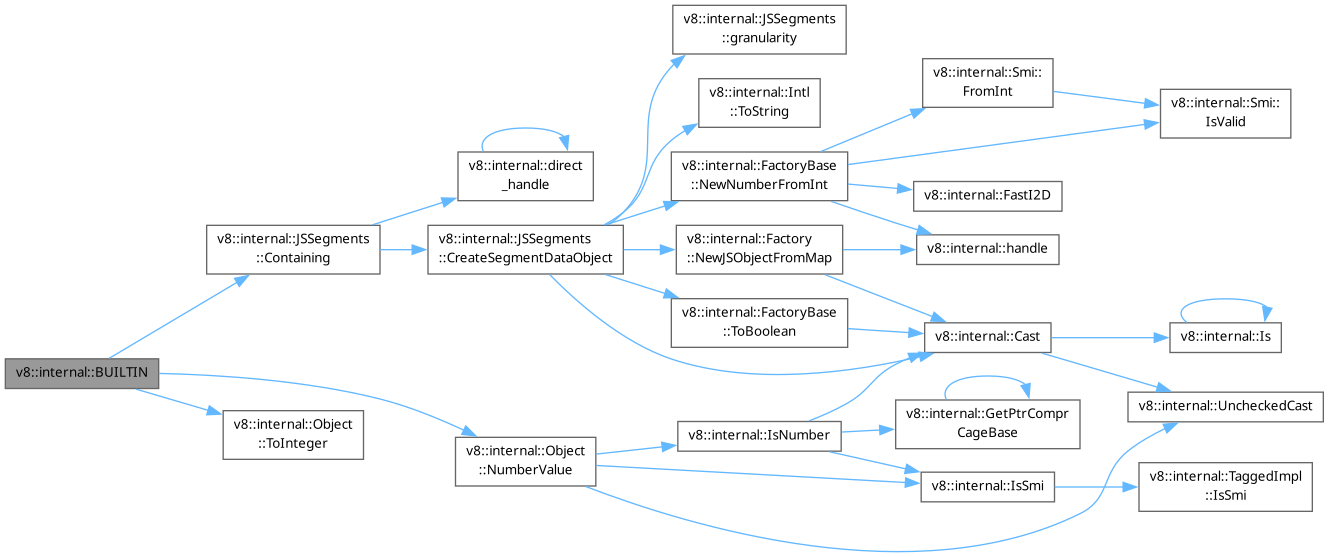 v8::internal::JSSegments
::granularity
v8::internal::Intl
::ToString
v8::internal::Smi::
FromInt
v8::internal::Smi::
IsValid
v8::internal::direct
_handle
v8::internal::FactoryBase
::NewNumberFromInt
v8::internal::FastI2D
v8::internal::JSSegments
::Containing
v8::internal::JSSegments
::CreateSegmentDataObject
v8::internal::Factory
::NewJSObjectFromMap
v8::internal::handle
v8::internal::FactoryBase
::ToBoolean
v8::internal::Cast
v8::internal::Is
v8::internal::BUILTIN
v8::internal::UncheckedCast
v8::internal::Object
::ToInteger
v8::internal::IsNumber
v8::internal::GetPtrCompr
CageBase
v8::internal::Object
::NumberValue
v8::internal::IsSmi
v8::internal::TaggedImpl
::IsSmi